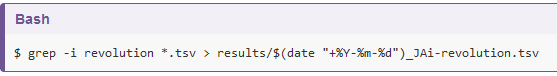 Bash
$ grep -i revolution *.tsv > results/$(date "+%Y-%m-%d")_JAi-revolution.tsv